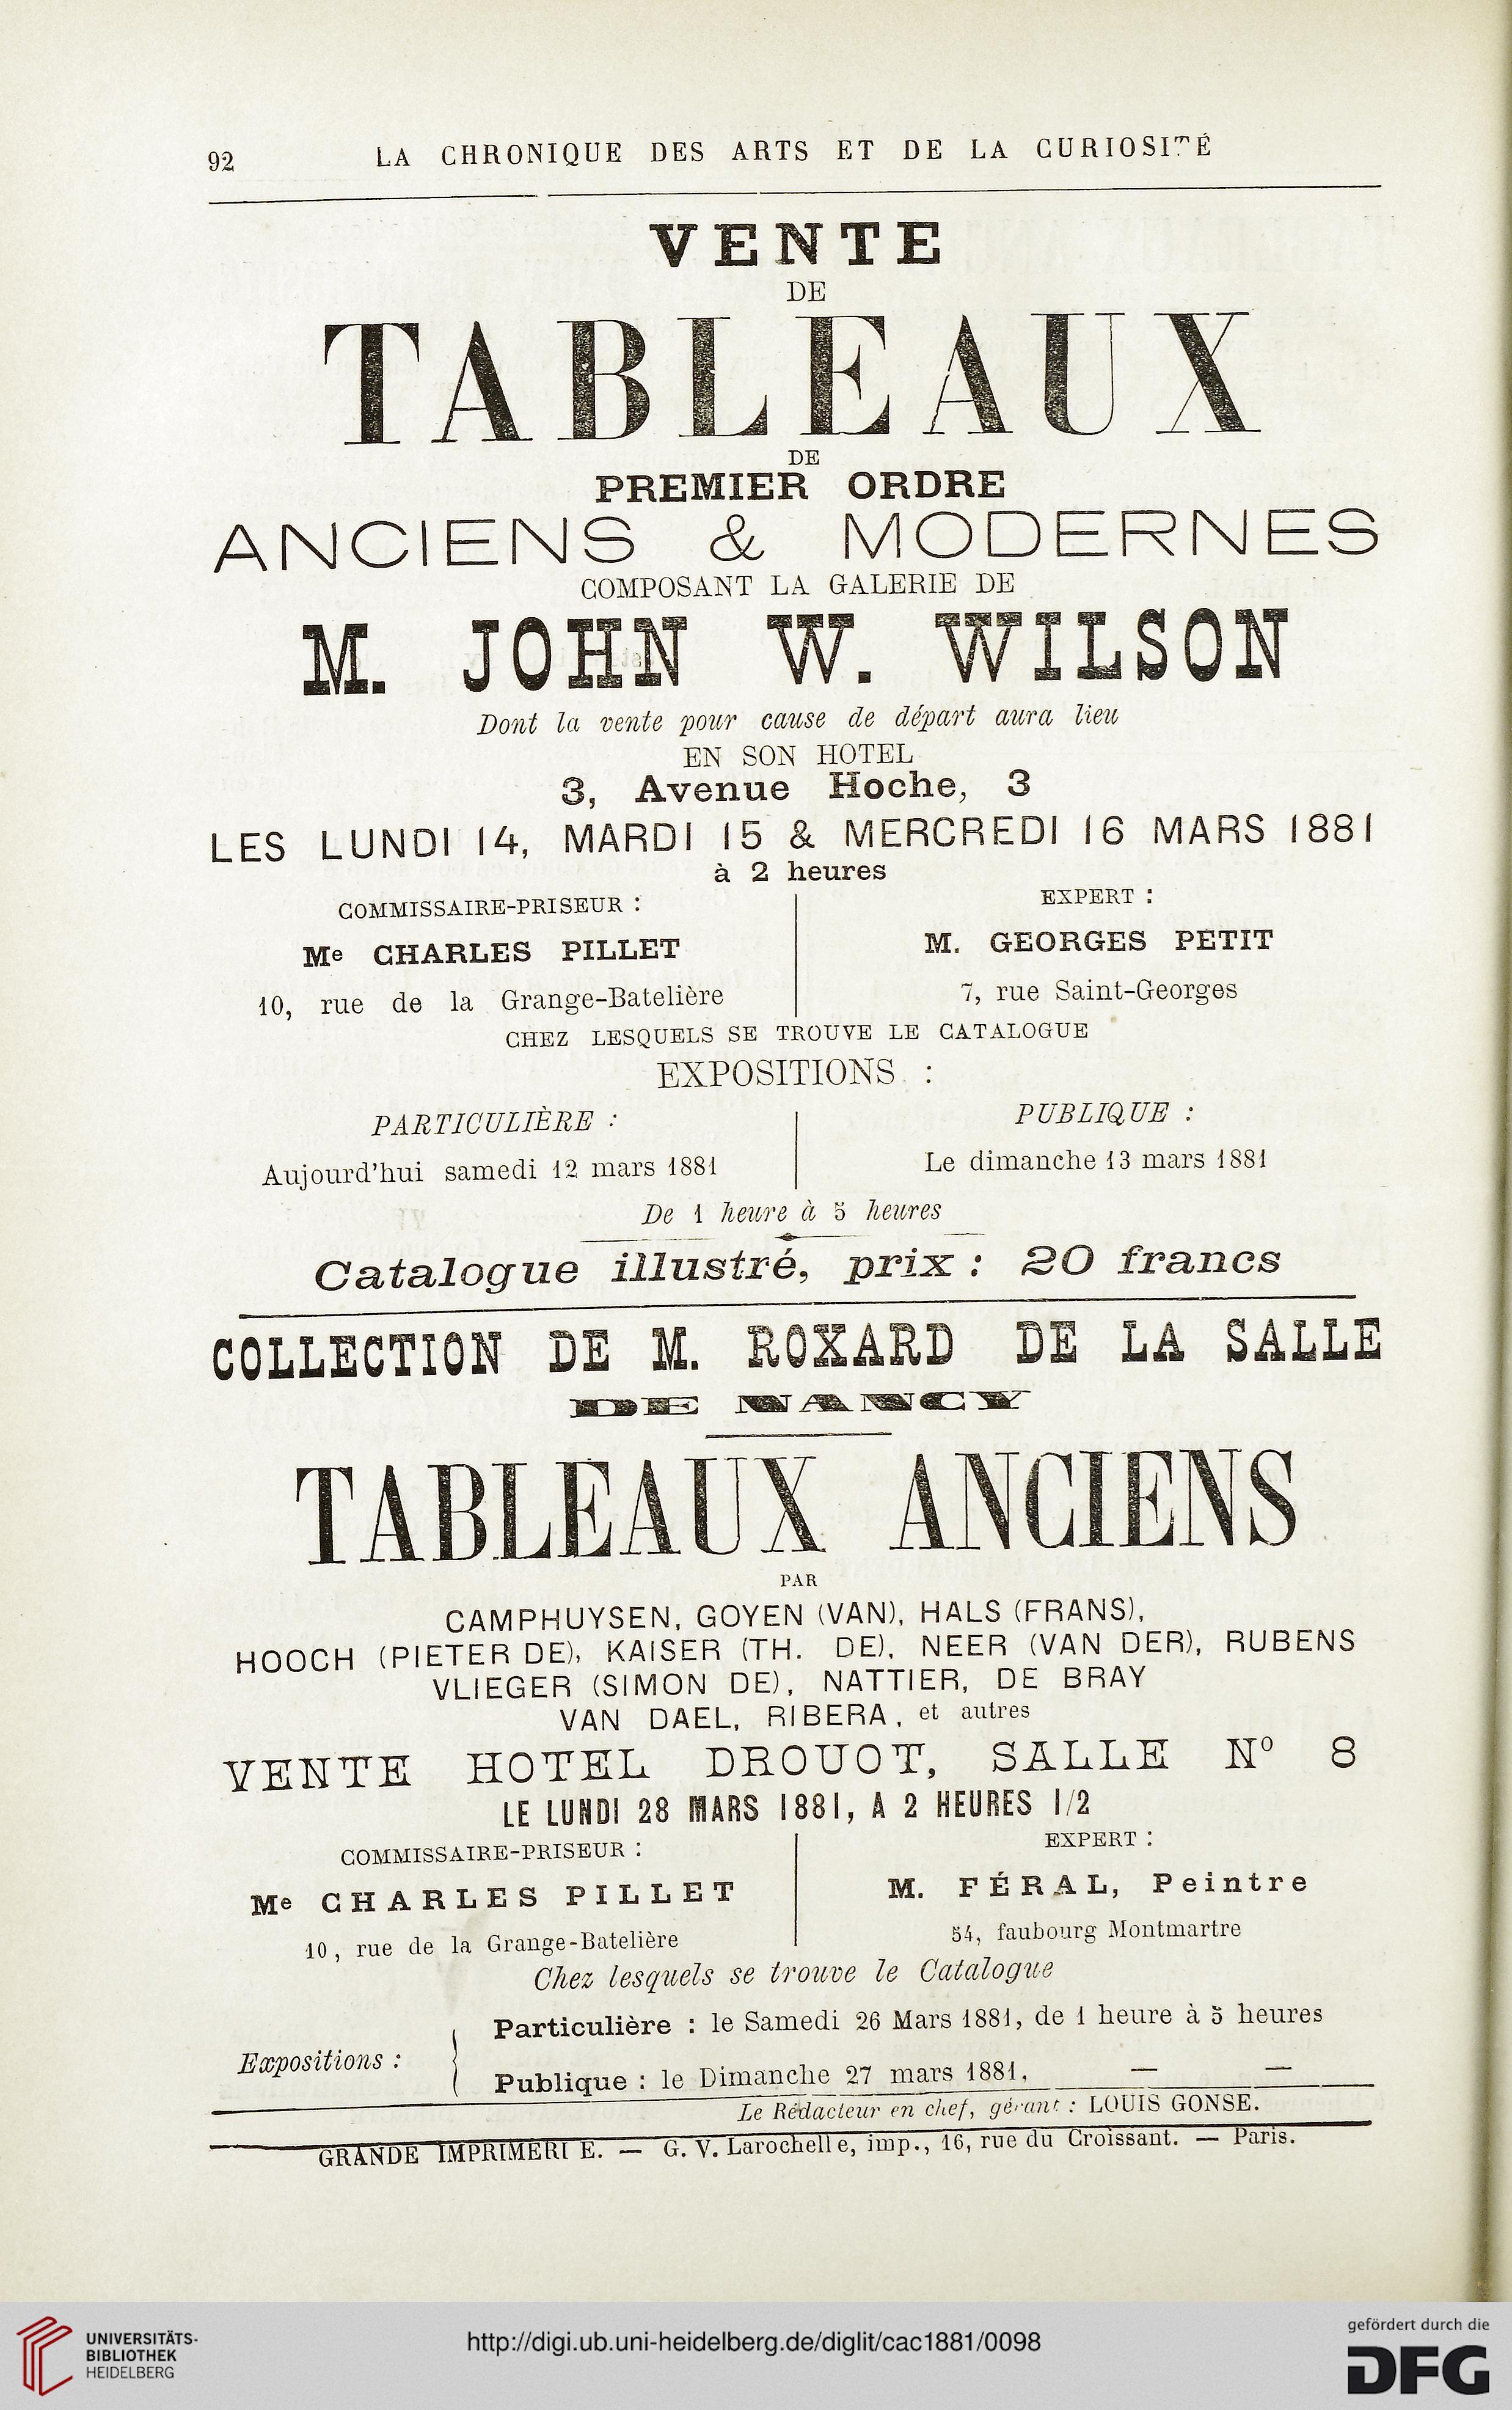 92 LA CHRONIQUE DES ARTS ET DE LA CURIOSITÉ
VENTE
DE
TABLEAUX
DE
PREMIER ORDRE
ANCIENS & MODERNES
COMPOSANT LA GALERIE DE
M. JOHN W. WILSON
Dont la vente pour cause de départ aura lieu
EN SON HOTEL
3, Avenue Hoche, 3
LES LUNDI 14, MARDI 15 & MERCREDI 16 MARS 1881
à 2 heures
COMMISSAIRE-PRISEUR :
Me CHARLES PILLET
10, rue de la Grange-Batelière
EXPERT :
M. GEORGES PETIT
7, rue Saint-Georges
CHEZ LESQUELS SE TROUVE LE CATALOGUE
EXPOSITIONS :
PARTICULIÈRE :
Aujourd'hui samedi 12 mars 1881
PUBLIQUE :
Le dimanche 13 mars 1881
De 1 heure à 5 heures
Catalogue illustré, prix : 20 francs
COLLECTION DE M. ROXARD DE LA SALLE
DE NANCY
TABLEAUX ANCIENS
PAR
CAMPHUYSEN, GOYEN (VAN), HALS (FRANS),
HOOCH (PIETER DE), KAISER (TH. DE), NEER (VAN DER), RUBENS
VLIEGER (SIMON DE), NATTIER, DE BRAY
VAN DAEL, RIBERA, et autres
VENTE HOTEL DROUOT, SALLE No 8
LE LUNDI 28 MARS 1881, A 2 HEURES 1/2
COMMISSAIRE-PRISEUR :
Me CHARLES PILLET
10, rue de la Grange-Batelière
EXPERT :
M. FÉRAL, Peintre
54, faubourg Montmartre
Chez lesquels se trouve le Catalogue
Expositions :
Particulière : le Samedi 26 Mars 1881, de 1 heure à 5 heures
Publique : le Dimanche 27 mars 1881, — —
Le Rédacteur en chef, gérant : LOUIS GONSE.
GRANDE IMPRIMERIE. — G. V. Larochelle, imp., 16, rue du Croissant. — Paris.
UNIVERSITÄTS-
BIBLIOTHEK
HEIDELBERG
http://digi.ub.uni-heidelberg.de/diglit/cac1881/0098
gefördert durch die
DFG